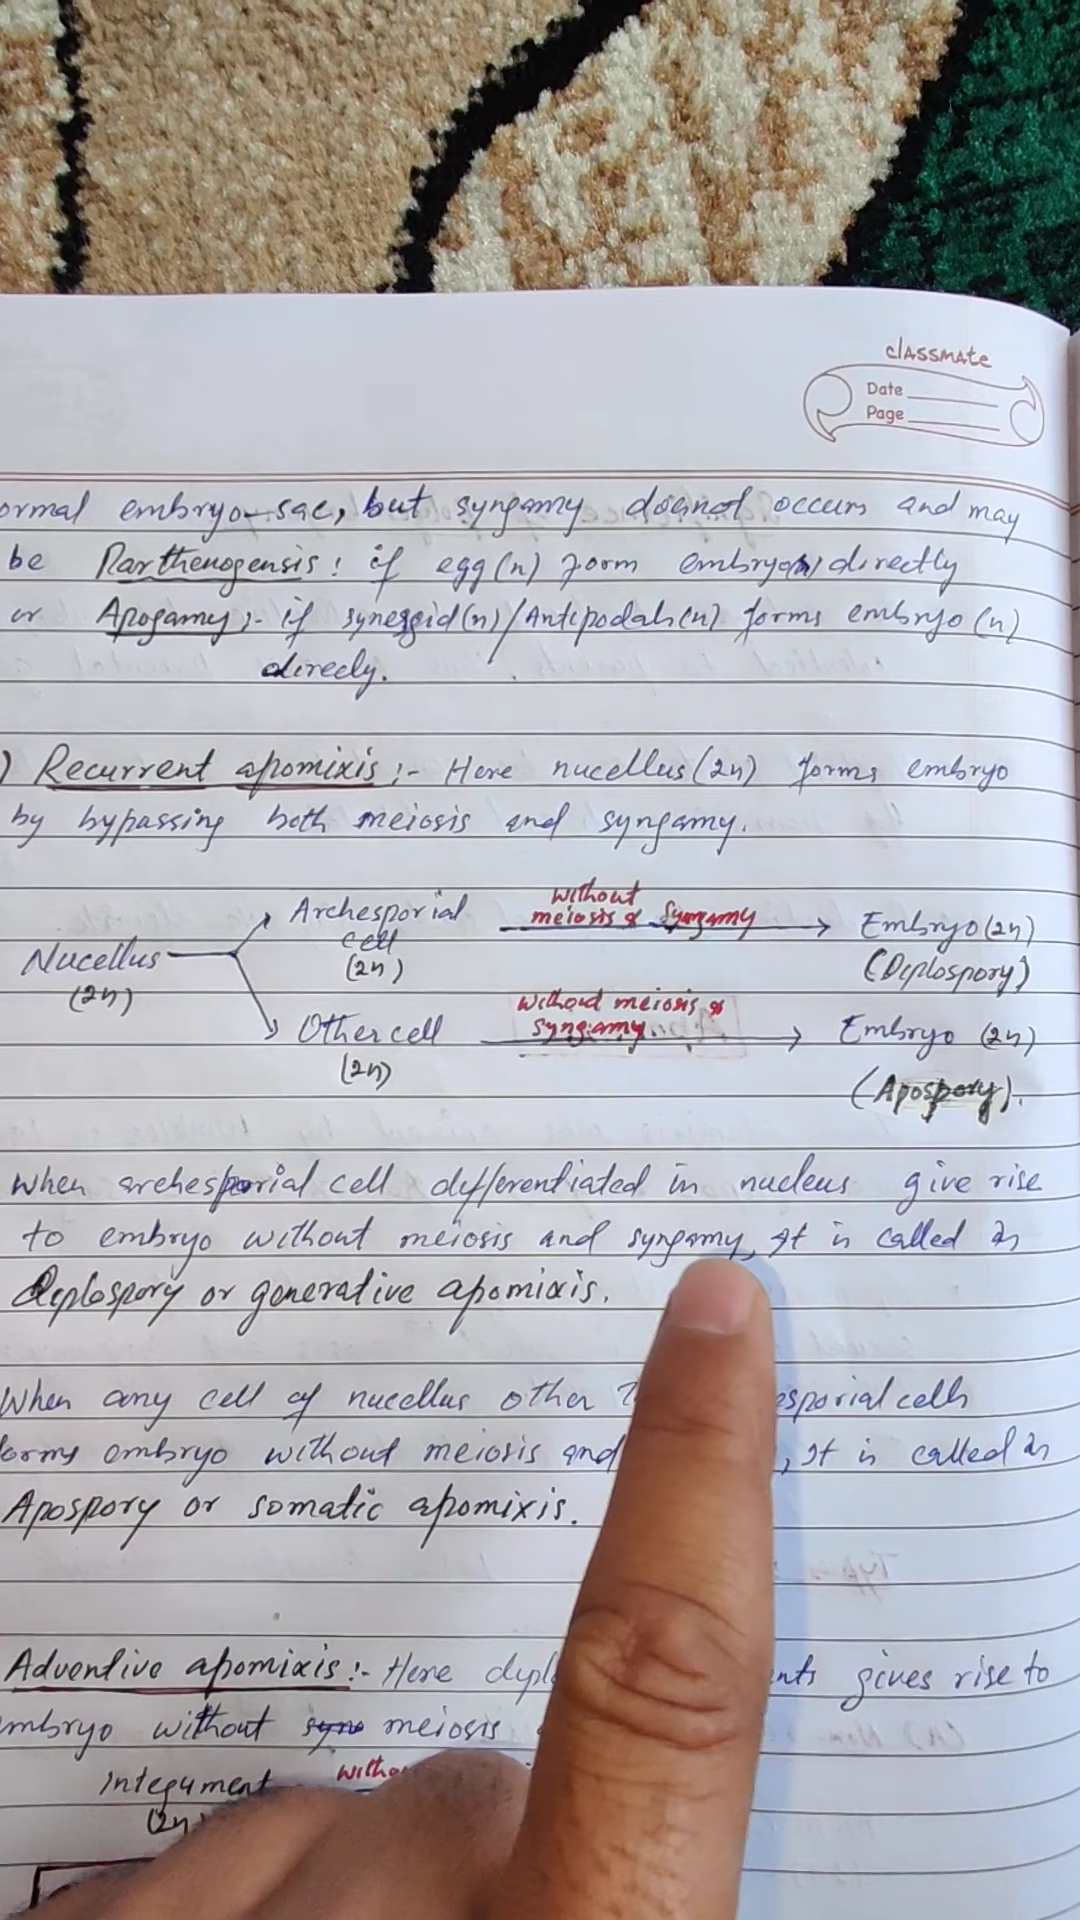 classmate
Date
Page
ormal embryo-sac, but syngamy doesnot occurs and may
be Parthenogensis: if egg(n) form embryo(n) directly
or Apogamy:- if synergid(n)/Antipodals(n) forms embryo (n)
direcly.
) Recurrent apomixis:- Here nucellus(2n) forms embryo
by bypassing both meiosis and syngamy.
Nucellus
(2n)
Archesporial
cell
(2n)
without
meiosis & syngamy
Embryo(2n)
(Diplospory)
Other cell
(2n)
without meiosis &
syngamy
Embryo (2n)
(Apospory).
When archesporial cell differentiated in nucleus give rise
to embryo without meiosis and syngamy, It is called as
Diplospory or generative apomixis.
When any cell of nucellus other sporial cells
forms embryo without meiosis and , It is called as
Apospory or somatic apomixis.
Adventive apomixis:- Here dipl nts gives rise to
embryo without meiosis
Integument
(2n)
witho